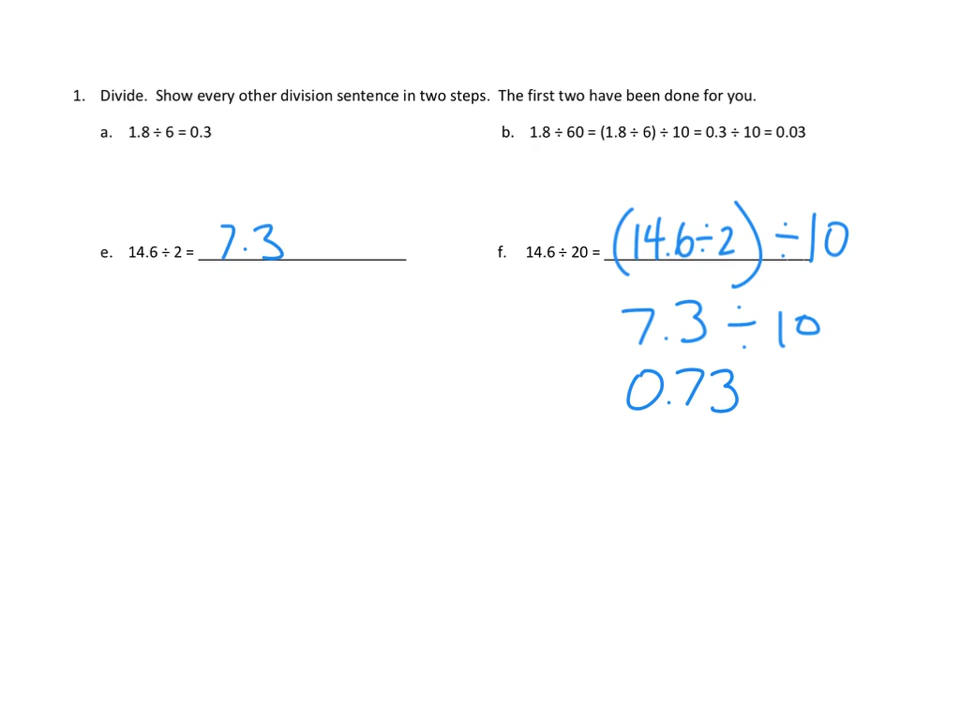 1. Divide. Show every other division sentence in two steps. The first two have been done for you.
a. 1.8 ÷ 6 = 0.3
b. 1.8 ÷ 60 = (1.8 ÷ 6) ÷ 10 = 0.3 ÷ 10 = 0.03
e. 14.6 ÷ 2 = 7.3
f. 14.6 ÷ 20 = (14.6÷2) ÷10
7.3 ÷ 10
0.73